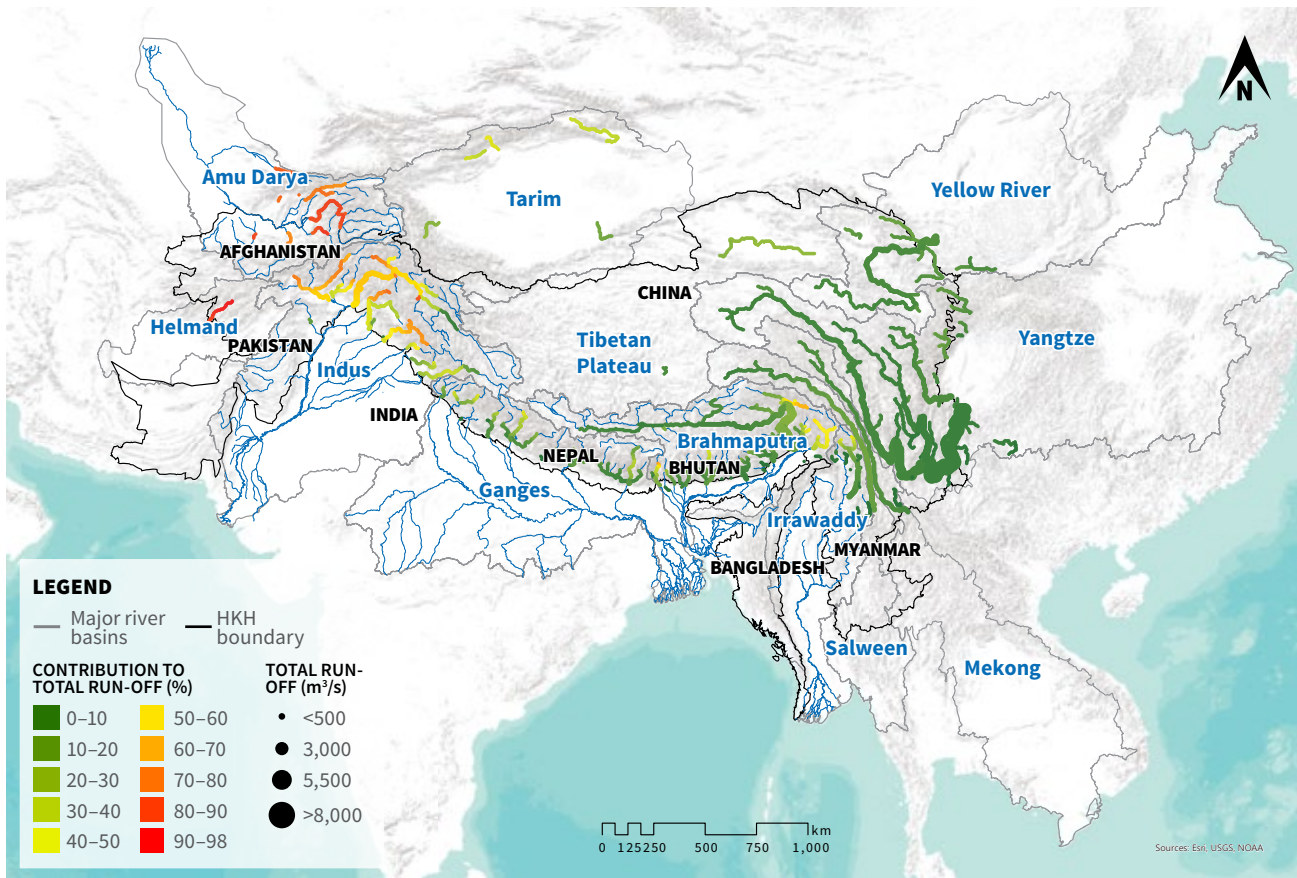 N
Amu Darya
Tarim
Yellow River
AFGHANISTAN
CHINA
Helmand
PAKISTAN
Tibetan
Plateau
Yangtze
Indus
INDIA
Brahmaputra
NEPAL
BHUTAN
Ganges
Irrawaddy
MYANMAR
BANGLADESH
Salween
Mekong
LEGEND
Major river
basins
HKH
boundary
CONTRIBUTION TO
TOTAL RUN-OFF (%)
0–10
10–20
20–30
30–40
40–50
50–60
60–70
70–80
80–90
90–98
TOTAL RUN-
OFF (m³/s)
<500
3,000
5,500
>8,000
km
0 125250 500 750 1,000
Sources: Esri, USGS, NOAA